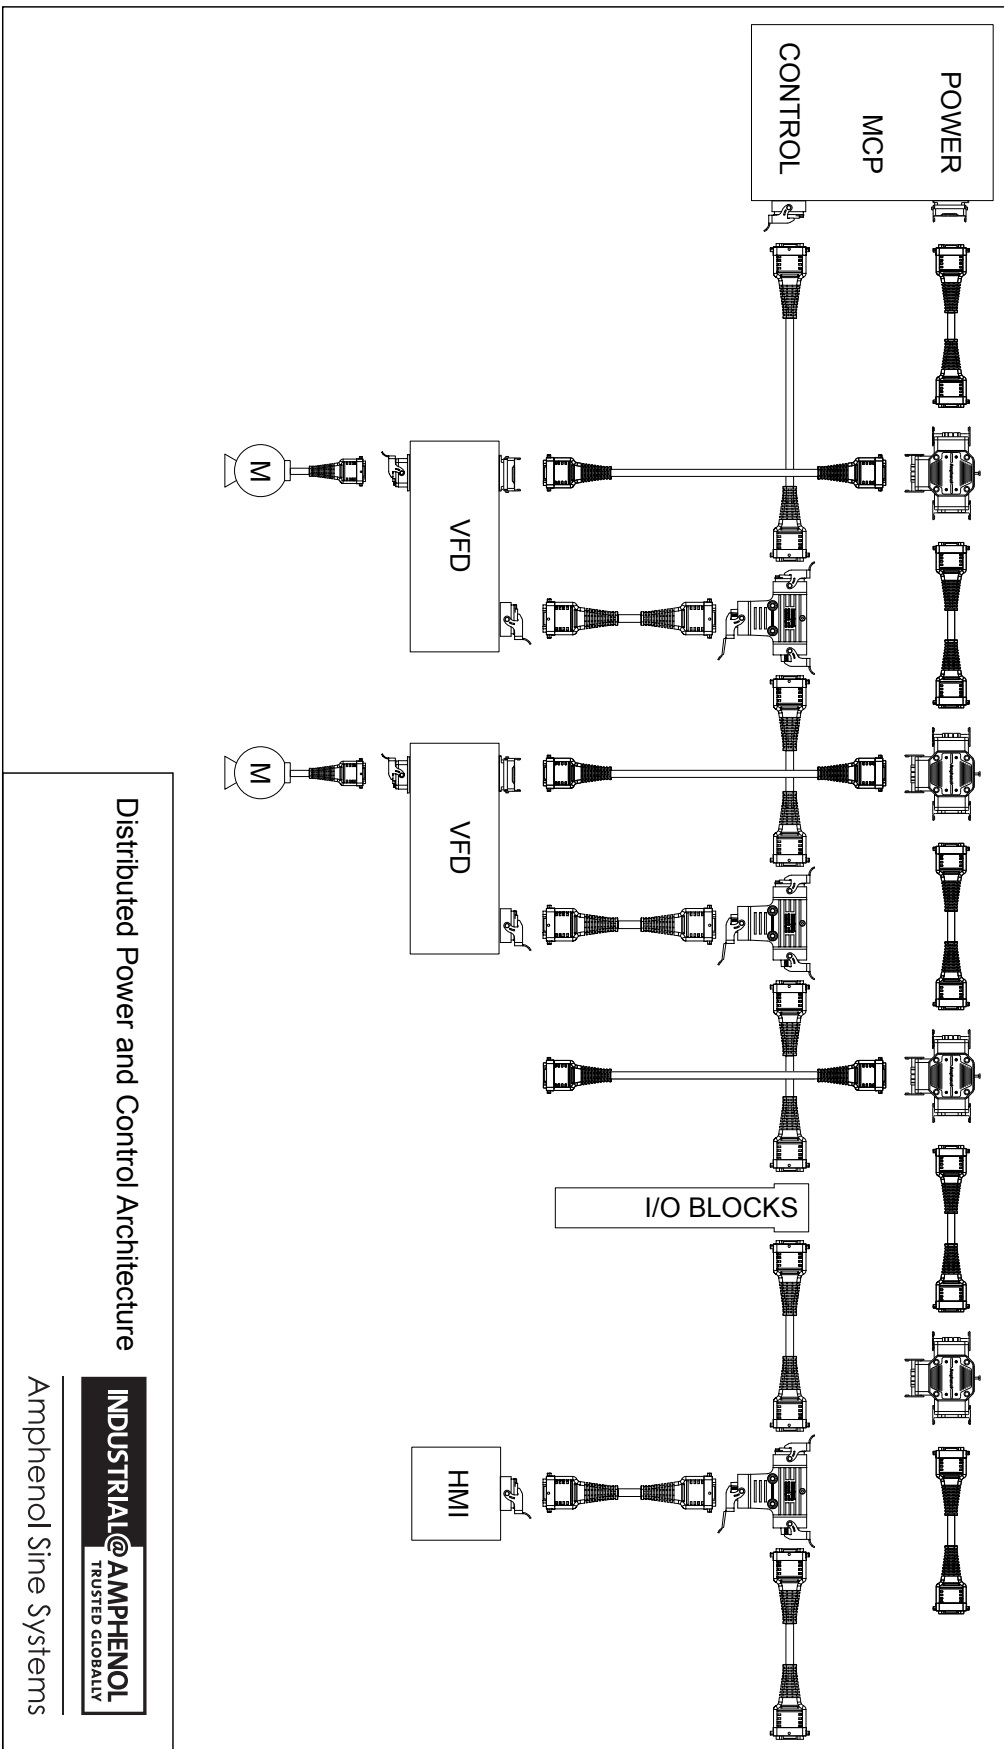 POWER
MCP
CONTROL
VFD
VFD
M
M
I/O BLOCKS
HMI
Distributed Power and Control Architecture
INDUSTRIAL@AMPHENOL
TRUSTED GLOBALLY
Amphenol Sine Systems